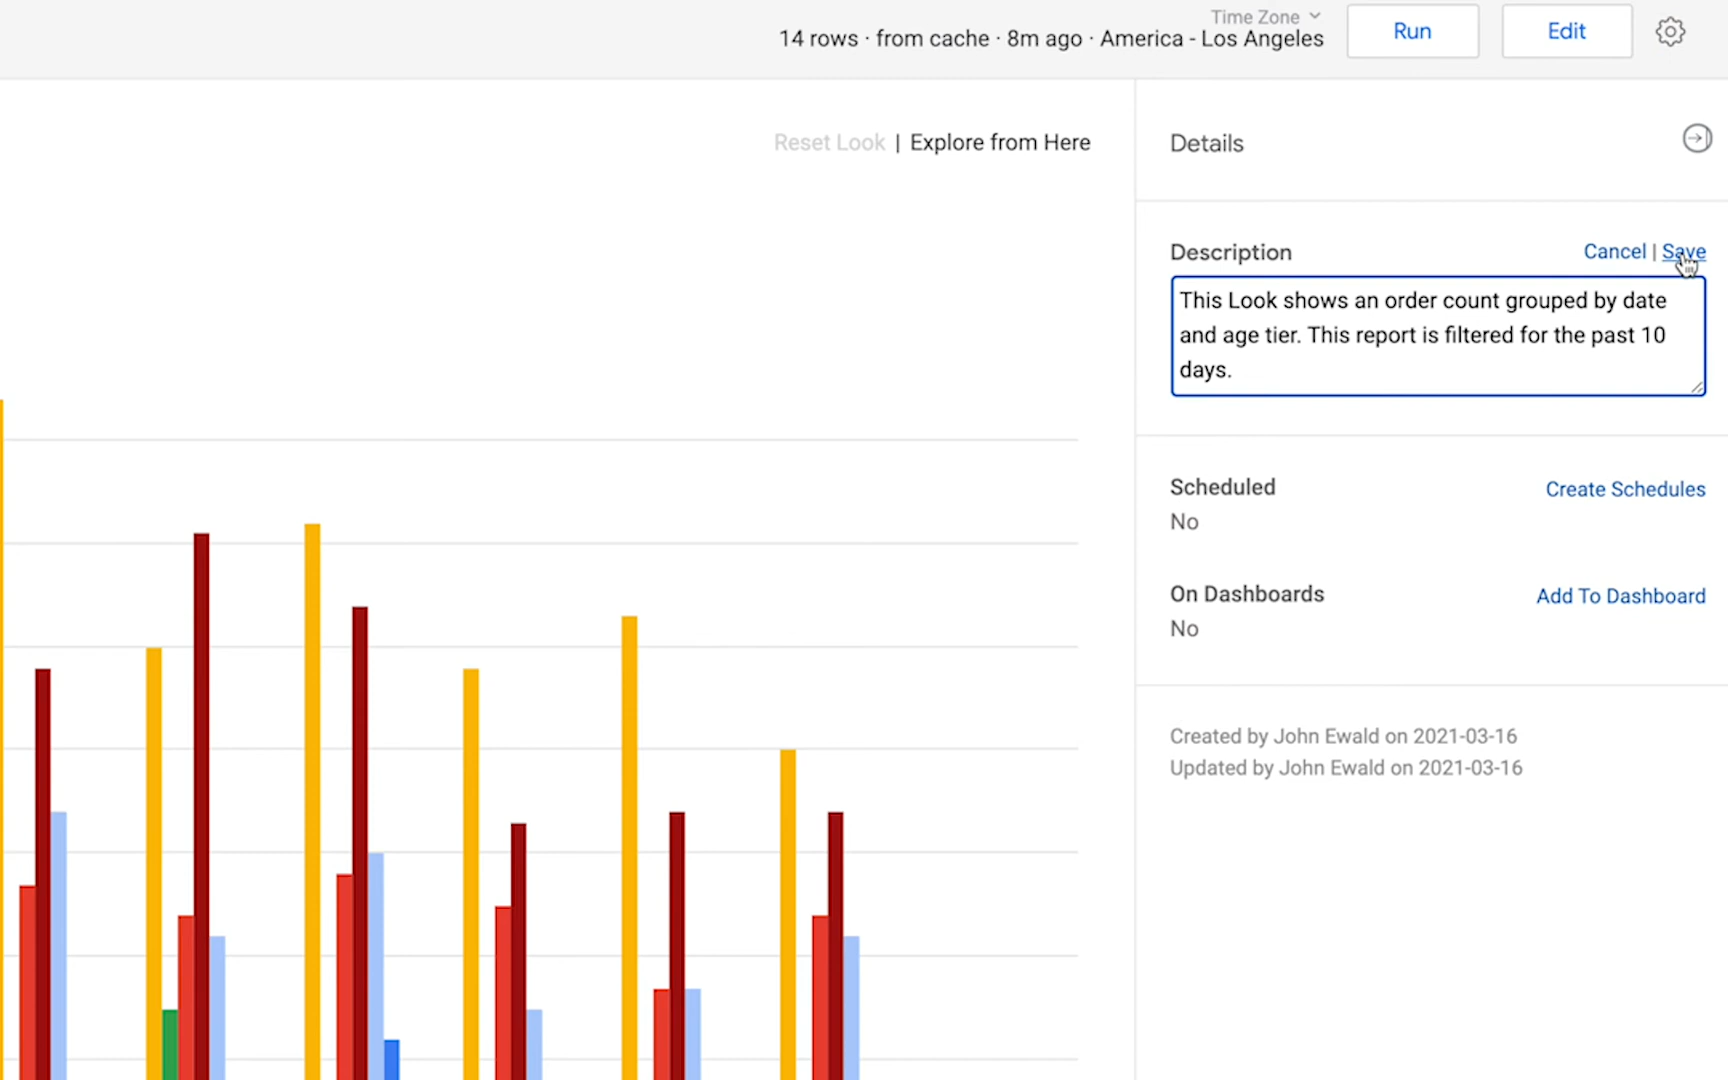 Time Zone
14 rows · from cache · 8m ago · America - Los Angeles
Run
Edit
Reset Look | Explore from Here
Details
Description
Cancel | Save
This Look shows an order count grouped by date
and age tier. This report is filtered for the past 10
days.
Scheduled
Create Schedules
No
On Dashboards
Add To Dashboard
No
Created by John Ewald on 2021-03-16
Updated by John Ewald on 2021-03-16